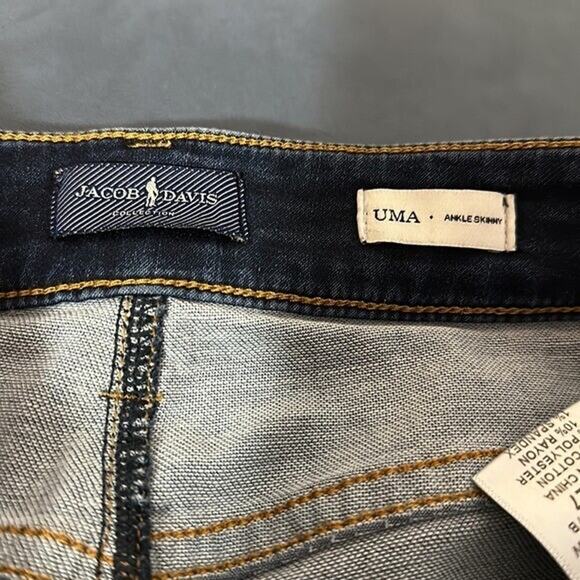 JACOB DAVIS
COLLECTION
UMA · ANKLE SKINNY
SPANDEX
10% RAYON
POLYESTER
COTTON
CHINA